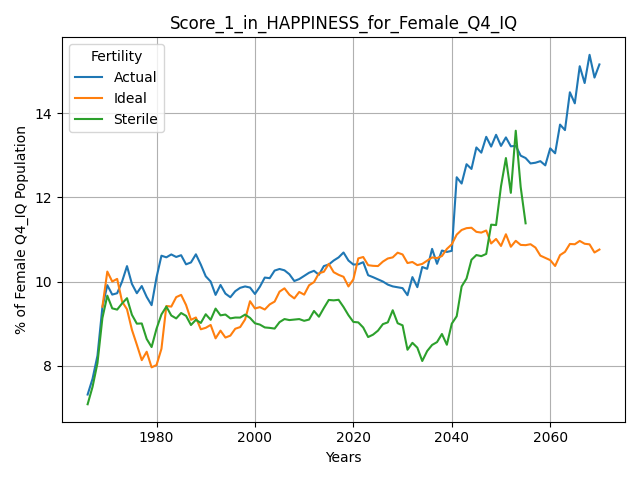 Score_1_in_HAPPINESS_for_Female_Q4_IQ
Fertility
Actual
Ideal
Sterile
% of Female Q4_IQ Population
14
12
10
8
1980
2000
2020
2040
2060
Years